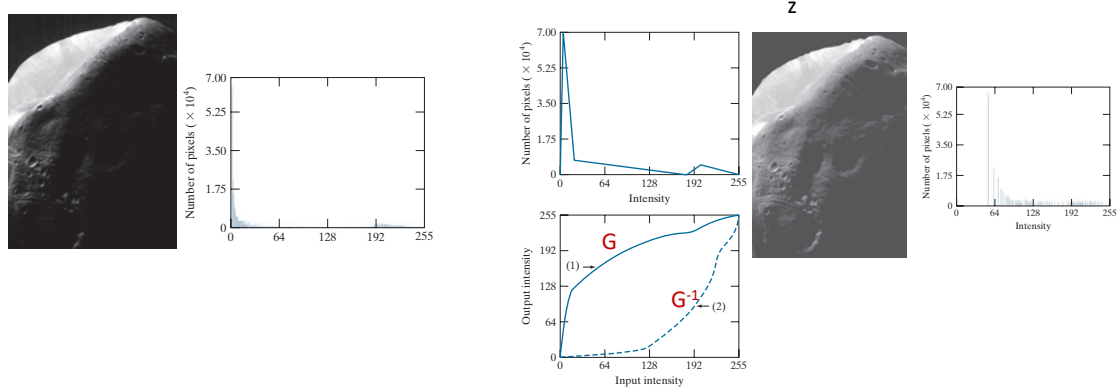 Z
Number of pixels ( × 10⁴)
7.00
5.25
3.50
1.75
0
0 64 128 192 255
Number of pixels ( × 10⁴)
7.00
5.25
3.50
1.75
0
0 64 128 192 255
Intensity
Output intensity
255
192
128
64
0
G
(1)
G⁻¹
(2)
0 64 128 192 255
Input intensity
Number of pixels ( × 10⁴)
7.00
5.25
3.50
1.75
0
0 64 128 192 255
Intensity